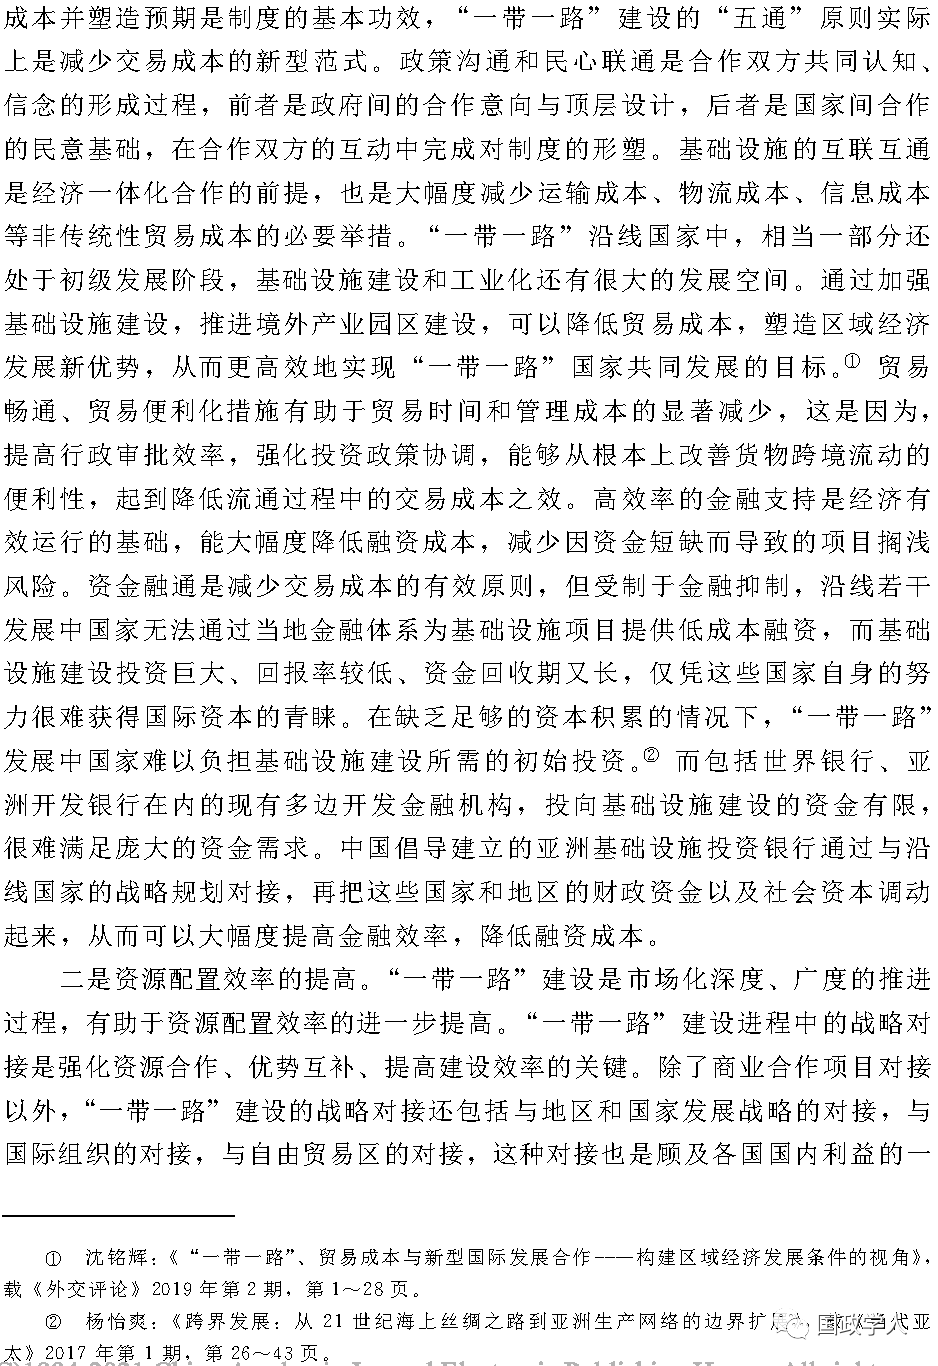 成本并塑造预期是制度的基本功效，“一带一路”建设的“五通”原则实际
上是减少交易成本的新型范式。政策沟通和民心联通是合作双方共同认知、
信念的形成过程，前者是政府间的合作意向与顶层设计，后者是国家间合作
的民意基础，在合作双方的互动中完成对制度的形塑。基础设施的互联互通
是经济一体化合作的前提，也是大幅度减少运输成本、物流成本、信息成本
等非传统性贸易成本的必要举措。“一带一路”沿线国家中，相当一部分还
处于初级发展阶段，基础设施建设和工业化还有很大的发展空间。通过加强
基础设施建设，推进境外产业园区建设，可以降低贸易成本，塑造区域经济
发展新优势，从而更高效地实现“一带一路”国家共同发展的目标。① 贸易
畅通、贸易便利化措施有助于贸易时间和管理成本的显著减少，这是因为，
提高行政审批效率，强化投资政策协调，能够从根本上改善货物跨境流动的
便利性，起到降低流通过程中的交易成本之效。高效率的金融支持是经济有
效运行的基础，能大幅度降低融资成本，减少因资金短缺而导致的项目搁浅
风险。资金融通是减少交易成本的有效原则，但受制于金融抑制，沿线若干
发展中国家无法通过当地金融体系为基础设施项目提供低成本融资，而基础
设施建设投资巨大、回报率较低、资金回收期又长，仅凭这些国家自身的努
力很难获得国际资本的青睐。在缺乏足够的资本积累的情况下，“一带一路”
发展中国家难以负担基础设施建设所需的初始投资。② 而包括世界银行、亚
洲开发银行在内的现有多边开发金融机构，投向基础设施建设的资金有限，
很难满足庞大的资金需求。中国倡导建立的亚洲基础设施投资银行通过与沿
线国家的战略规划对接，再把这些国家和地区的财政资金以及社会资本调动
起来，从而可以大幅度提高金融效率，降低融资成本。
二是资源配置效率的提高。“一带一路”建设是市场化深度、广度的推进
过程，有助于资源配置效率的进一步提高。“一带一路”建设进程中的战略对
接是强化资源合作、优势互补、提高建设效率的关键。除了商业合作项目对接
以外，“一带一路”建设的战略对接还包括与地区和国家发展战略的对接，与
国际组织的对接，与自由贸易区的对接，这种对接也是顾及各国国内利益的一
① 沈铭辉：《“一带一路”、贸易成本与新型国际发展合作----构建区域经济发展条件的视角》，
载《外交评论》2019 年第 2 期，第 1～28 页。
② 杨怡爽：《跨界发展：从 21 世纪海上丝绸之路到亚洲生产网络的边界扩展》，代亚
太》2017 年第 1 期，第 26～43 页。
国政学人